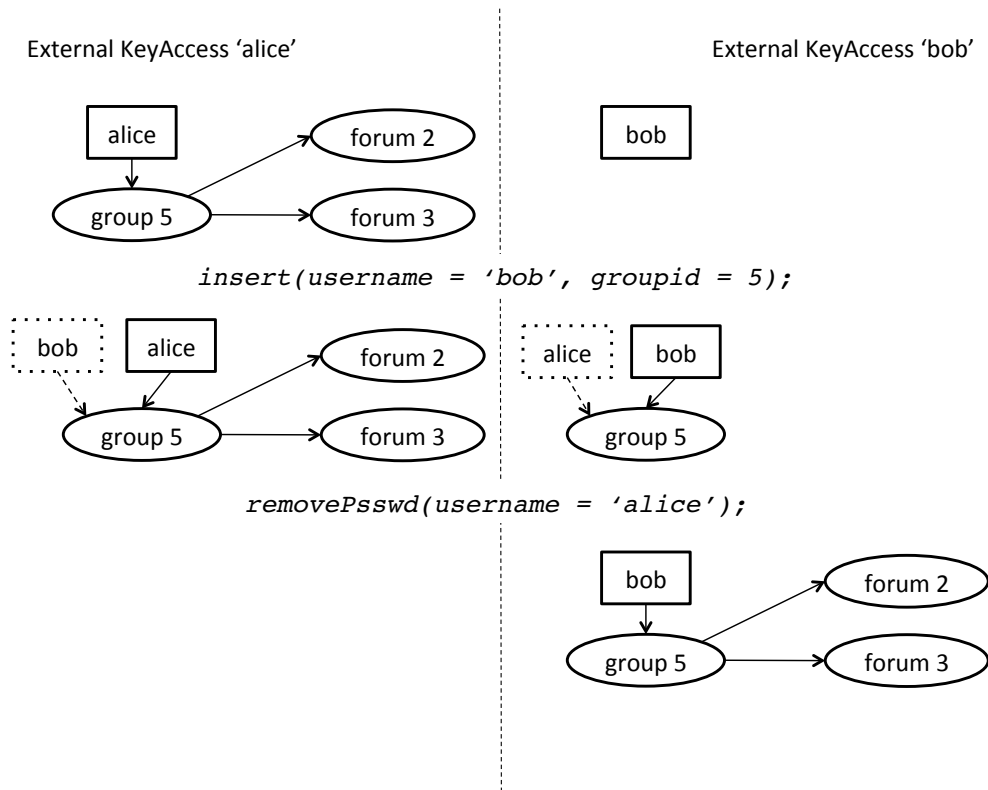 External KeyAccess ‘alice’
External KeyAccess ‘bob’
alice
forum 2
bob
group 5
forum 3
insert(username = ‘bob’, groupid = 5);
bob
alice
forum 2
alice
bob
group 5
forum 3
group 5
removePsswd(username = ‘alice’);
bob
forum 2
group 5
forum 3